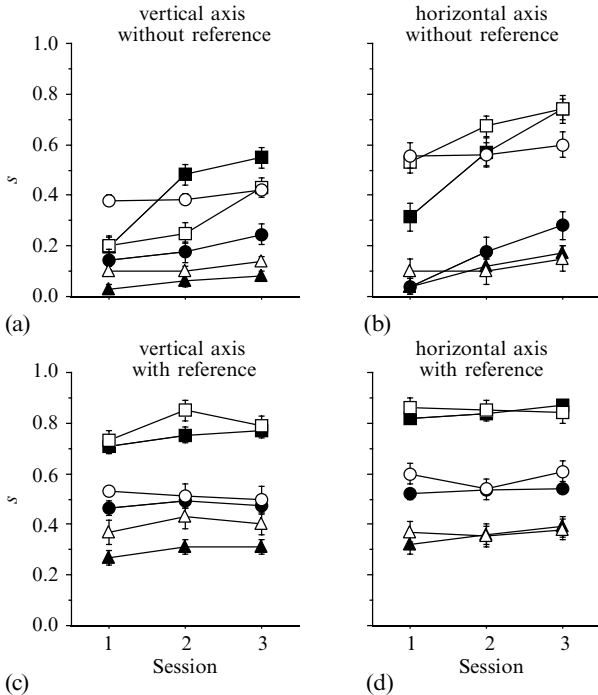 vertical axis
without reference
horizontal axis
without reference
1.0
0.8
0.6
s
0.4
0.2
0.0
(a)
(b)
vertical axis
with reference
horizontal axis
with reference
1.0
0.8
0.6
s
0.4
0.2
0.0
1 2 3
1 2 3
Session
Session
(c)
(d)